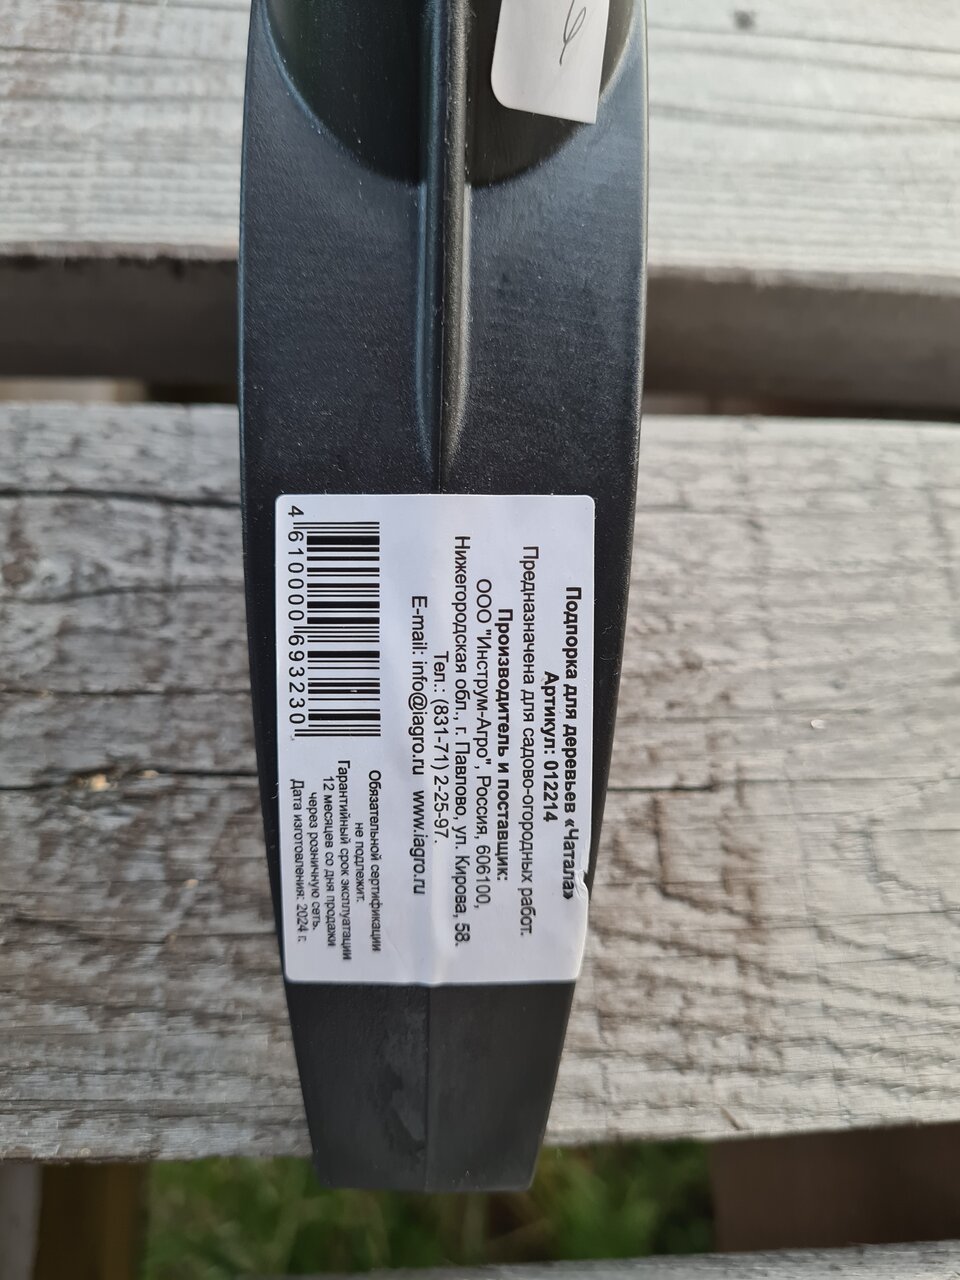 Подпорка для деревьев «Чатала»
Артикул: 012214
Предназначена для садово-огородных работ.
Производитель и поставщик:
ООО "Инструм-Агро", Россия, 606100,
Нижегородская обл., г. Павлово, ул. Кирова, 58.
Тел.: (831-71) 2-25-97.
E-mail: info@iagro.ru www.iagro.ru
4 610000 693230
Обязательной сертификации
не подлежит.
Гарантийный срок эксплуатации
12 месяцев со дня продажи
через розничную сеть.
Дата изготовления: 2024 г.